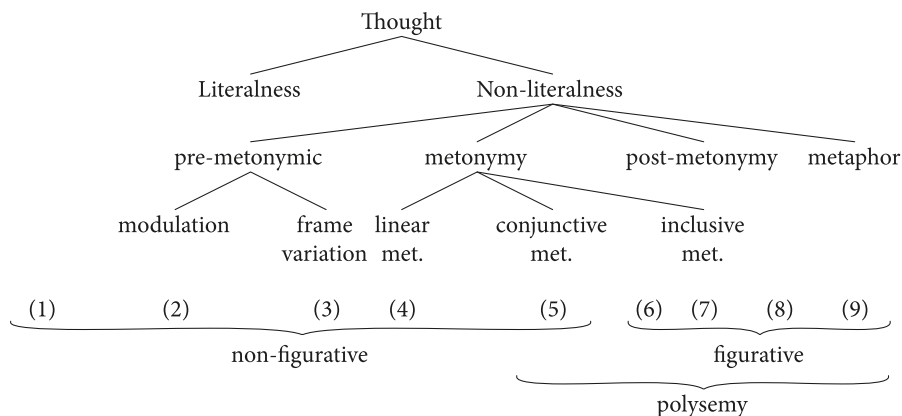 Thought
Literalness Non-literalness
pre-metonymic metonymy post-metonymy metaphor
modulation frame variation linear met. conjunctive met. inclusive met.
(1) (2) (3) (4) (5) (6) (7) (8) (9)
non-figurative figurative
polysemy